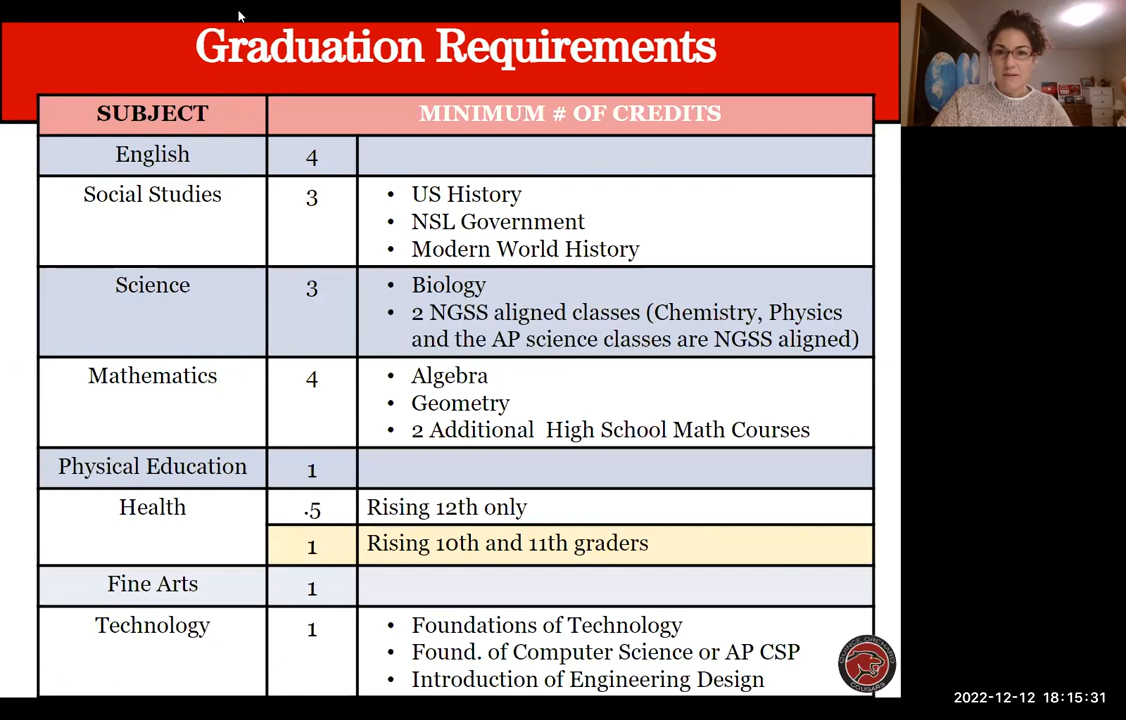 Graduation Requirements
SUBJECT MINIMUM # OF CREDITS
English 4
Social Studies 3 • US History
• NSL Government
• Modern World History
Science 3 • Biology
• 2 NGSS aligned classes (Chemistry, Physics
and the AP science classes are NGSS aligned)
Mathematics 4 • Algebra
• Geometry
• 2 Additional High School Math Courses
Physical Education 1
Health .5 Rising 12th only
1 Rising 10th and 11th graders
Fine Arts 1
Technology 1 • Foundations of Technology
• Found. of Computer Science or AP CSP
• Introduction of Engineering Design
QUINCE ORCHARD
COUGARS
2022-12-12 18:15:31